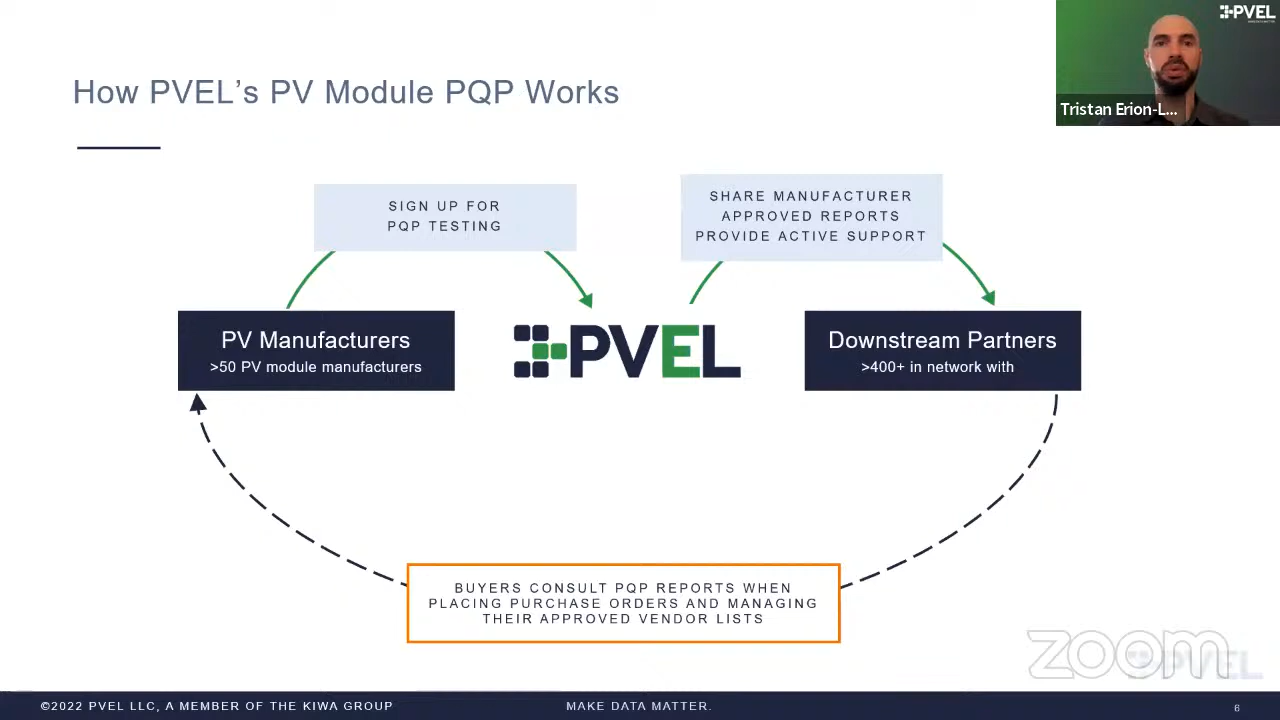 PVEL
Tristan Erion-L...
How PVEL's PV Module PQP Works
SIGN UP FOR
PQP TESTING
SHARE MANUFACTURER
APPROVED REPORTS
PROVIDE ACTIVE SUPPORT
PV Manufacturers
>50 PV module manufacturers
PVEL
Downstream Partners
>400+ in network with
BUYERS CONSULT PQP REPORTS WHEN
PLACING PURCHASE ORDERS AND MANAGING
THEIR APPROVED VENDOR LISTS
zoom
PVEL
©2022 PVEL LLC, A MEMBER OF THE KIWA GROUP
MAKE DATA MATTER.
6